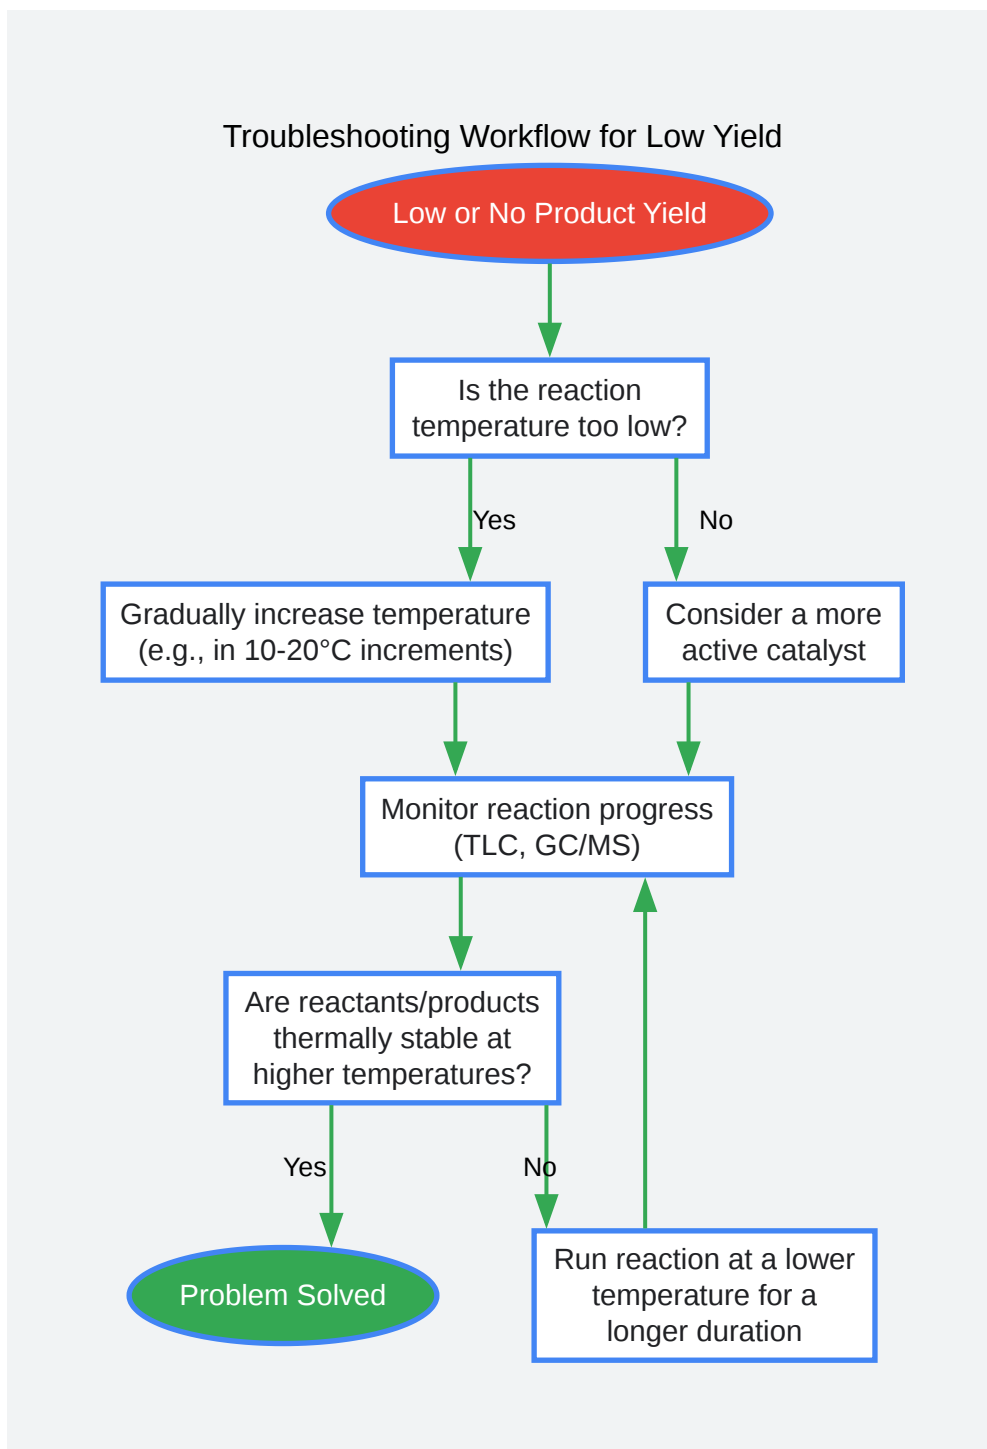 Troubleshooting Workflow for Low Yield
Low or No Product Yield
Is the reaction
temperature too low?
Yes
No
Gradually increase temperature
(e.g., in 10-20°C increments)
Consider a more
active catalyst
Monitor reaction progress
(TLC, GC/MS)
Are reactants/products
thermally stable at
higher temperatures?
Yes
No
Problem Solved
Run reaction at a lower
temperature for a
longer duration